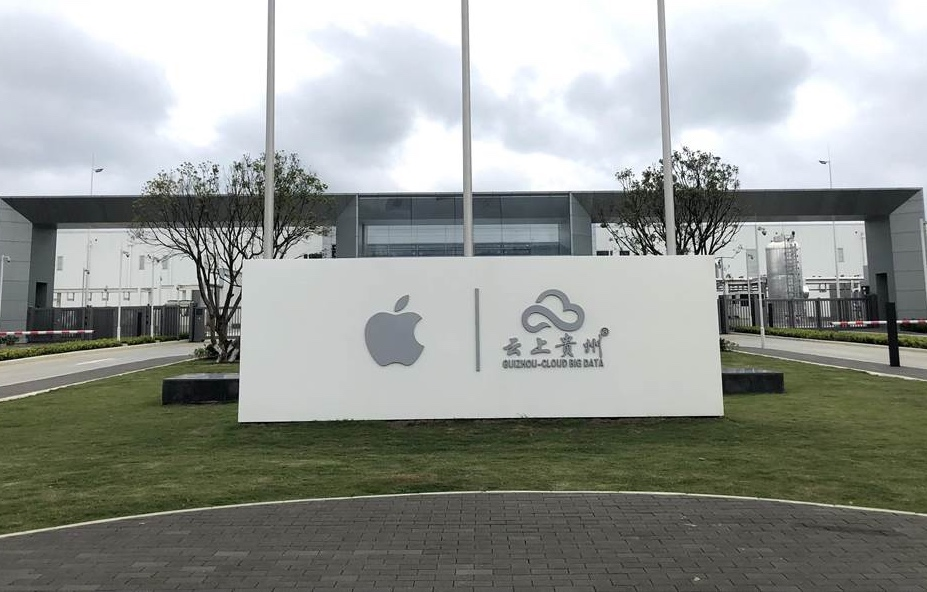 云上贵州
GUIZHOU-CLOUD BIG DATA